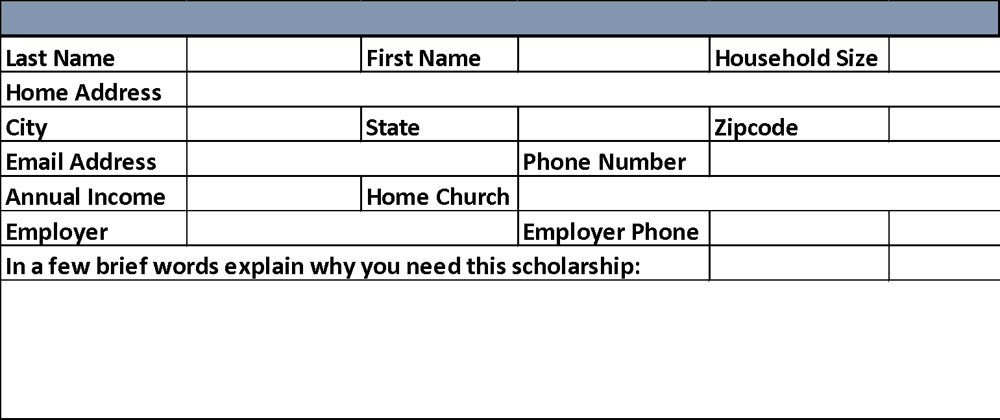 Last Name First Name Household Size
Home Address
City State Zipcode
Email Address Phone Number
Annual Income Home Church
Employer Employer Phone
In a few brief words explain why you need this scholarship: